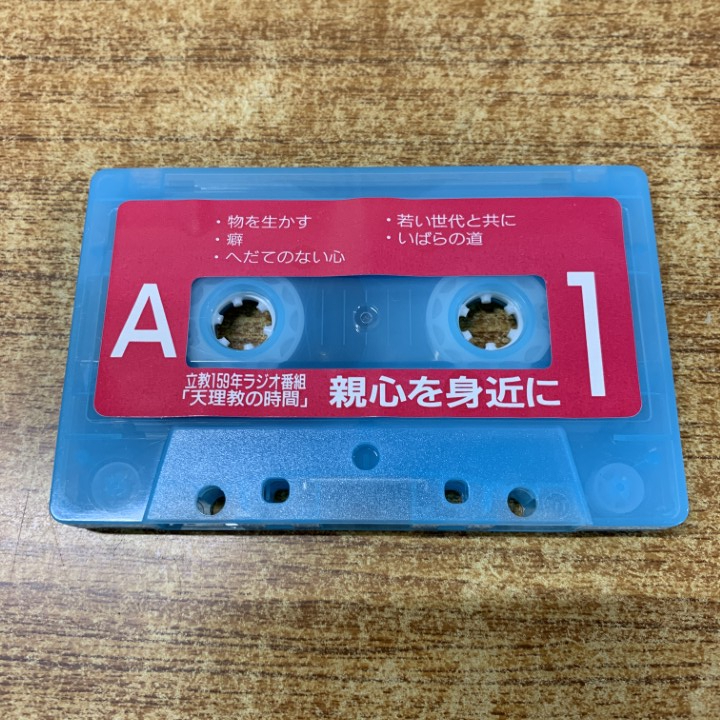 ・物を生かす
・癖
・へだてのない心
・若い世代と共に
・いばらの道
A
1
立教159年ラジオ番組
「天理教の時間」
親心を身近に